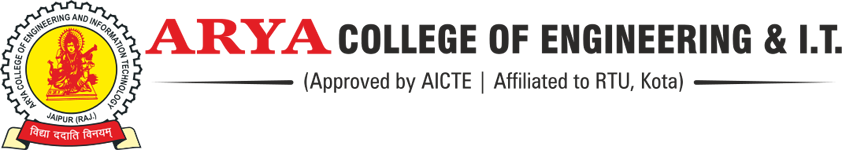 ARYA COLLEGE OF ENGINEERING & I.T.
(Approved by AICTE | Affiliated to RTU, Kota)
ARYA COLLEGE OF ENGINEERING AND INFORMATION TECHNOLOGY
JAIPUR (RAJ.)
विद्या ददाति विनयम्